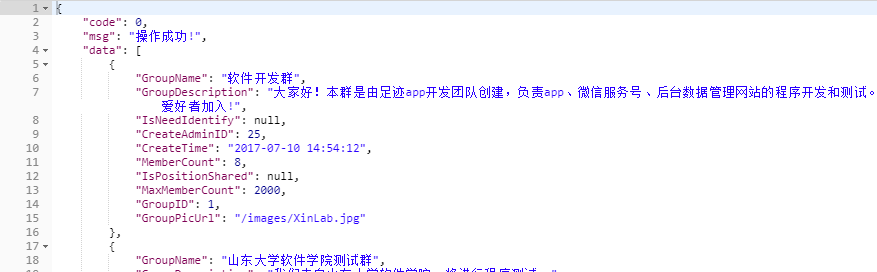 1 {
2 "code": 0,
3 "msg": "操作成功!",
4 "data": [
5 {
6 "GroupName": "软件开发群",
7 "GroupDescription": "大家好! 本群是由足迹app开发团队创建，负责app、微信服务号、后台数据管理网站的程序开发和测试。
爱好者加入!",
8 "IsNeedIdentify": null,
9 "CreateAdminID": 25,
10 "CreateTime": "2017-07-10 14:54:12",
11 "MemberCount": 8,
12 "IsPositionShared": null,
13 "MaxMemberCount": 2000,
14 "GroupID": 1,
15 "GroupPicUrl": "/images/XinLab.jpg"
16 },
17 {
18 "GroupName": "山东大学软件学院测试群",